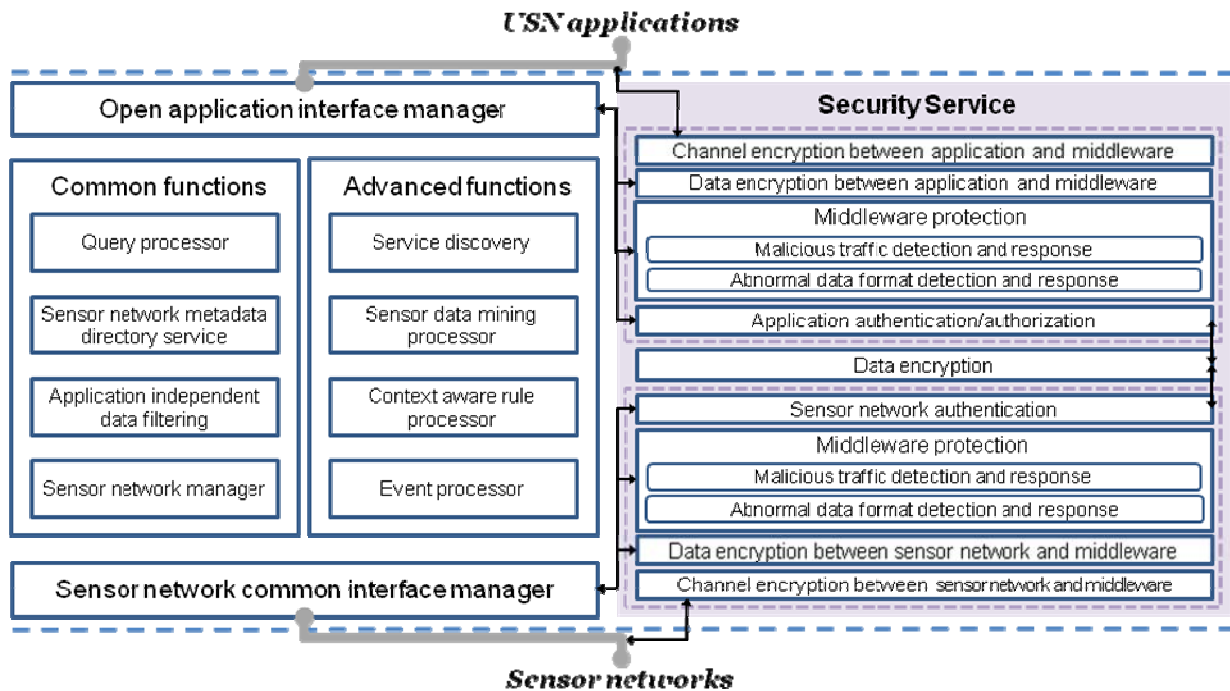 USN applications
Open application interface manager
Common functions
Query processor
Sensor network metadata
directory service
Application independent
data filtering
Sensor network manager
Advanced functions
Service discovery
Sensor data mining
processor
Context aware rule
processor
Event processor
Sensor network common interface manager
Security Service
Channel encryption between application and middleware
Data encryption between application and middleware
Middleware protection
Malicious traffic detection and response
Abnormal data format detection and response
Application authentication/authorization
Data encryption
Sensor network authentication
Middleware protection
Malicious traffic detection and response
Abnormal data format detection and response
Data encryption between sensor network and middleware
Channel encryption between sensor network and middleware
Sensor networks